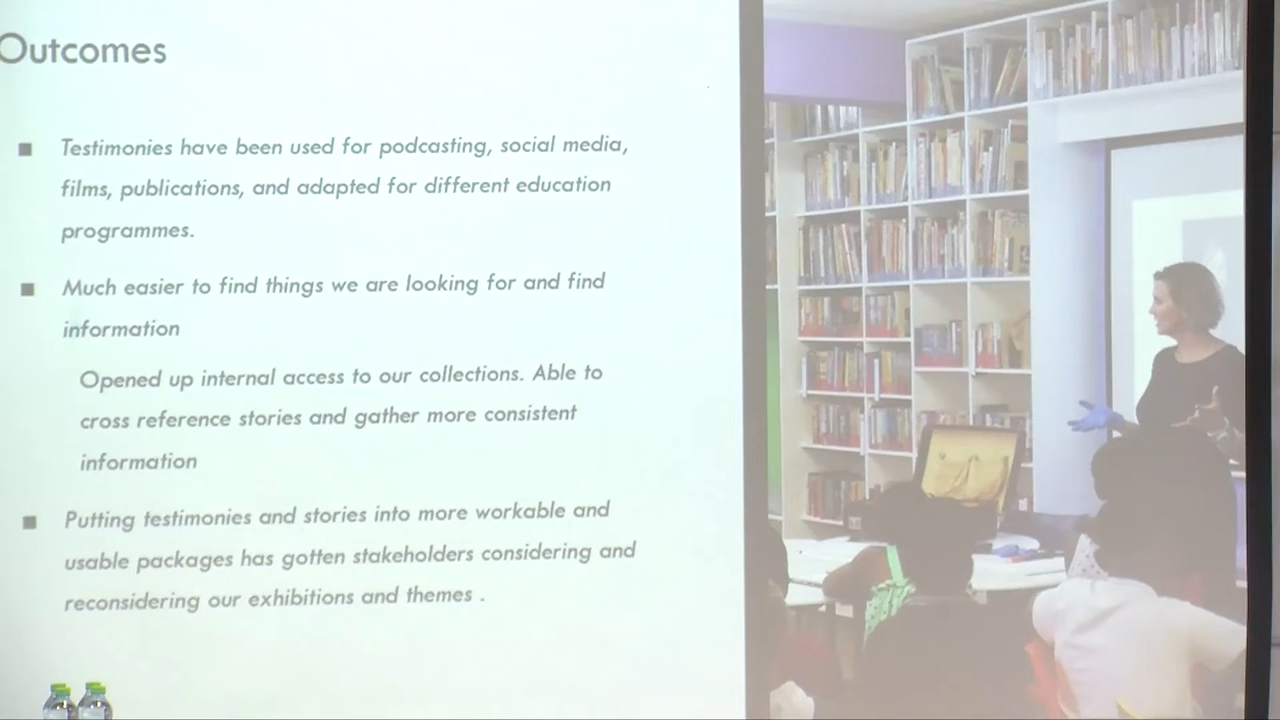 Outcomes
Testimonies have been used for podcasting, social media,
films, publications, and adapted for different education
programmes.
Much easier to find things we are looking for and find
information
Opened up internal access to our collections. Able to
cross reference stories and gather more consistent
information
Putting testimonies and stories into more workable and
usable packages has gotten stakeholders considering and
reconsidering our exhibitions and themes .